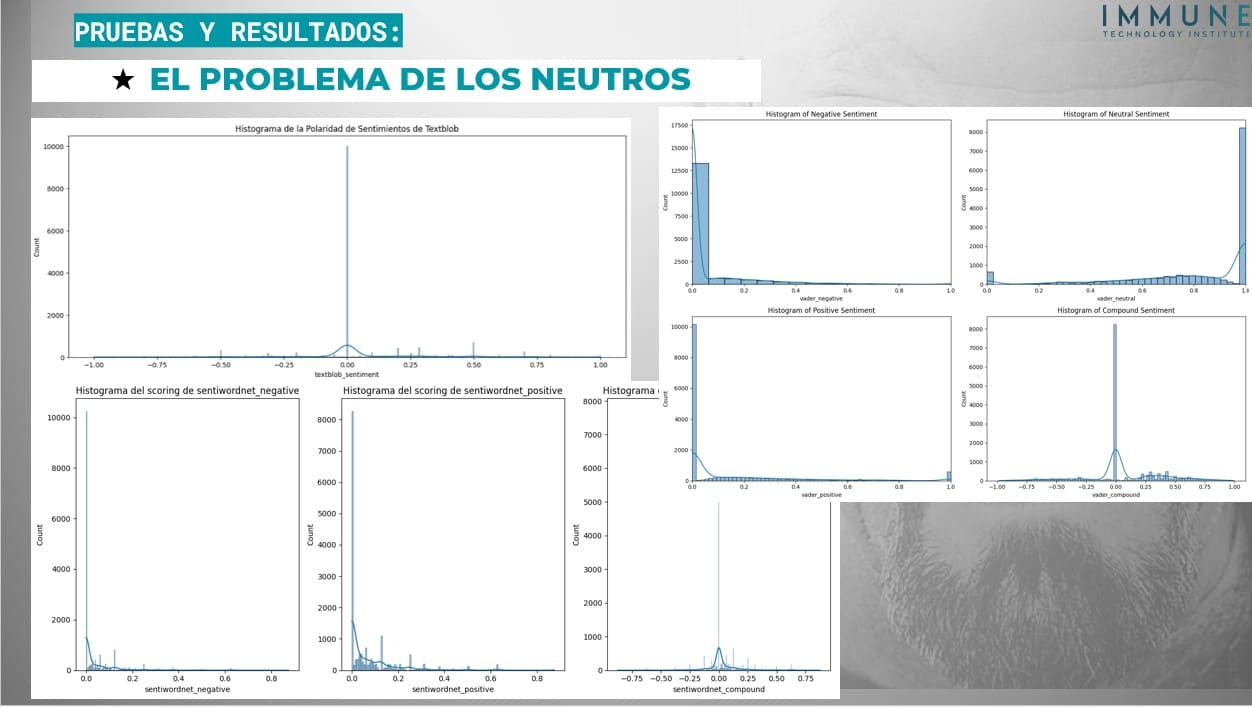 PRUEBAS Y RESULTADOS:
IMMUNE
TECHNOLOGY INSTITUTE
★ EL PROBLEMA DE LOS NEUTROS
Histograma de la Polaridad de Sentimientos de Textblob
Count
10000
8000
6000
4000
2000
0
−1.00 −0.75 −0.50 −0.25 0.00 0.25 0.50 0.75 1.00
textblob_sentiment
Histogram of Negative Sentiment
Count
17500
15000
12500
10000
7500
5000
2500
0
0.0 0.2 0.4 0.6 0.8 1.0
vader_negative
Histogram of Neutral Sentiment
Count
8000
7000
6000
5000
4000
3000
2000
1000
0
0.0 0.2 0.4 0.6 0.8 1.
vader_neutral
Histogram of Positive Sentiment
Count
10000
8000
6000
4000
2000
0
0.0 0.2 0.4 0.6 0.8 1.0
vader_positive
Histogram of Compound Sentiment
Count
8000
7000
6000
5000
4000
3000
2000
1000
0
−1.00 −0.75 −0.50 −0.25 0.00 0.25 0.50 0.75 1.00
vader_compound
Histograma del scoring de sentiwordnet_negative
Count
10000
8000
6000
4000
2000
0
0.0 0.2 0.4 0.6 0.8
sentiwordnet_negative
Histograma del scoring de sentiwordnet_positive
Count
8000
7000
6000
5000
4000
3000
2000
1000
0
0.0 0.2 0.4 0.6 0.8
sentiwordnet_positive
Histograma
Count
8000
7000
6000
5000
4000
3000
2000
1000
0
−0.75 −0.50 −0.25 0.00 0.25 0.50 0.75
sentiwordnet_compound